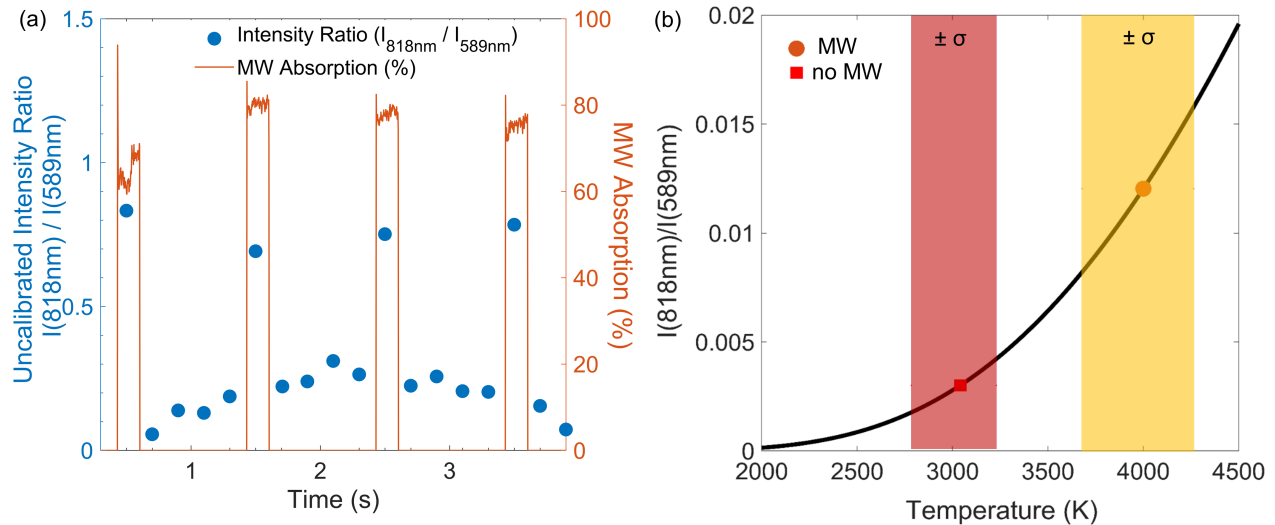 (a)
1.5
1
0.5
0
Uncalibrated Intensity Ratio
I(818nm) / I(589nm)
Intensity Ratio (I818nm / I589nm)
MW Absorption (%)
100
80
60
40
20
0
MW Absorption (%)
1
2
3
Time (s)
(b)
0.02
0.015
0.01
0.005
0
I(818nm)/I(589nm)
MW
no MW
± σ
± σ
2000
2500
3000
3500
4000
4500
Temperature (K)